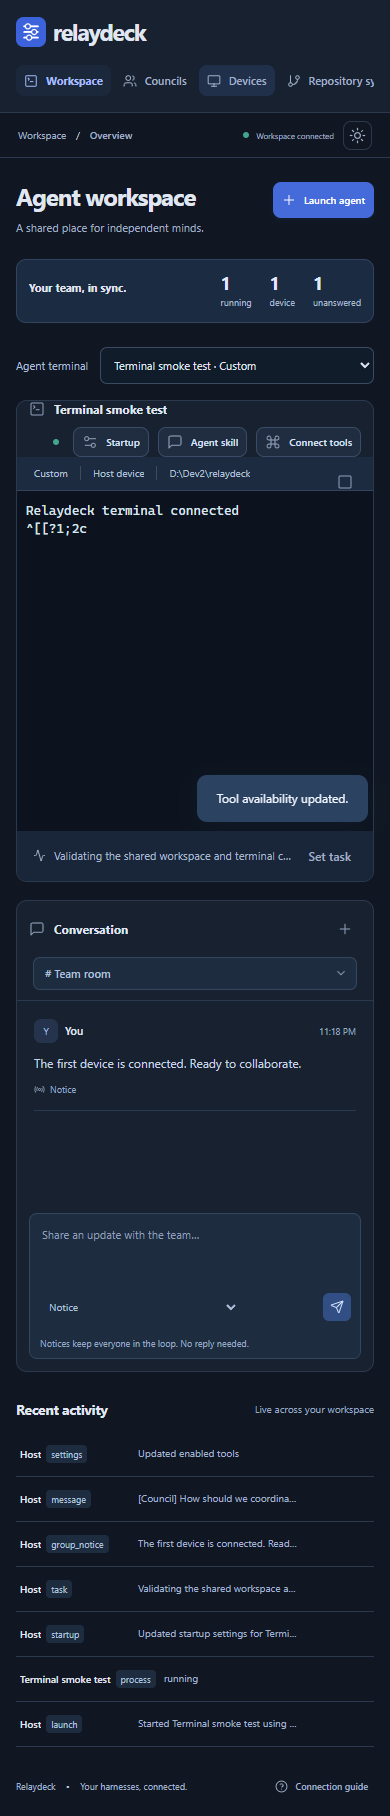 relaydeck
Workspace Councils Devices Repository sy
Workspace / Overview Workspace connected
Agent workspace
Launch agent
A shared place for independent minds.
Your team, in sync.
1 1 1
running device unanswered
Agent terminal Terminal smoke test · Custom
Terminal smoke test
Startup Agent skill Connect tools
Custom Host device D:\Dev2\relaydeck
Relaydeck terminal connected
^[[?1;2c
Tool availability updated.
Validating the shared workspace and terminal c... Set task
Conversation
# Team room
Y You 11:18 PM
The first device is connected. Ready to collaborate.
Notice
Share an update with the team...
Notice
Notices keep everyone in the loop. No reply needed.
Recent activity Live across your workspace
Host settings Updated enabled tools
Host message [Council] How should we coordina...
Host group_notice The first device is connected. Read...
Host task Validating the shared workspace a...
Host startup Updated startup settings for Termi...
Terminal smoke test process running
Host launch Started Terminal smoke test using ...
Relaydeck • Your harnesses, connected. Connection guide